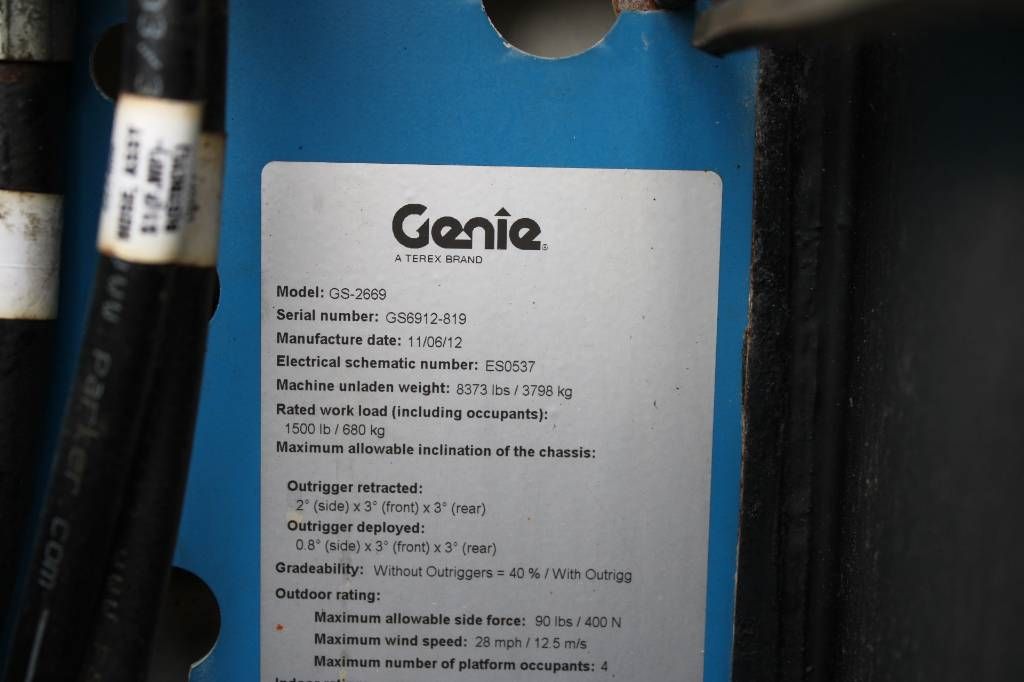 Genie
A TEREX BRAND
Model: GS-2669
Serial number: GS6912-819
Manufacture date: 11/06/12
Electrical schematic number: ES0537
Machine unladen weight: 8373 lbs / 3798 kg
Rated work load (including occupants):
1500 lb / 680 kg
Maximum allowable inclination of the chassis:
Outrigger retracted:
2° (side) x 3° (front) x 3° (rear)
Outrigger deployed:
0.8° (side) x 3° (front) x 3° (rear)
Gradeability: Without Outriggers = 40 % / With Outrigg
Outdoor rating:
Maximum allowable side force: 90 lbs / 400 N
Maximum wind speed: 28 mph / 12.5 m/s
Maximum number of platform occupants: 4
HOSE, ASSY
parker.com